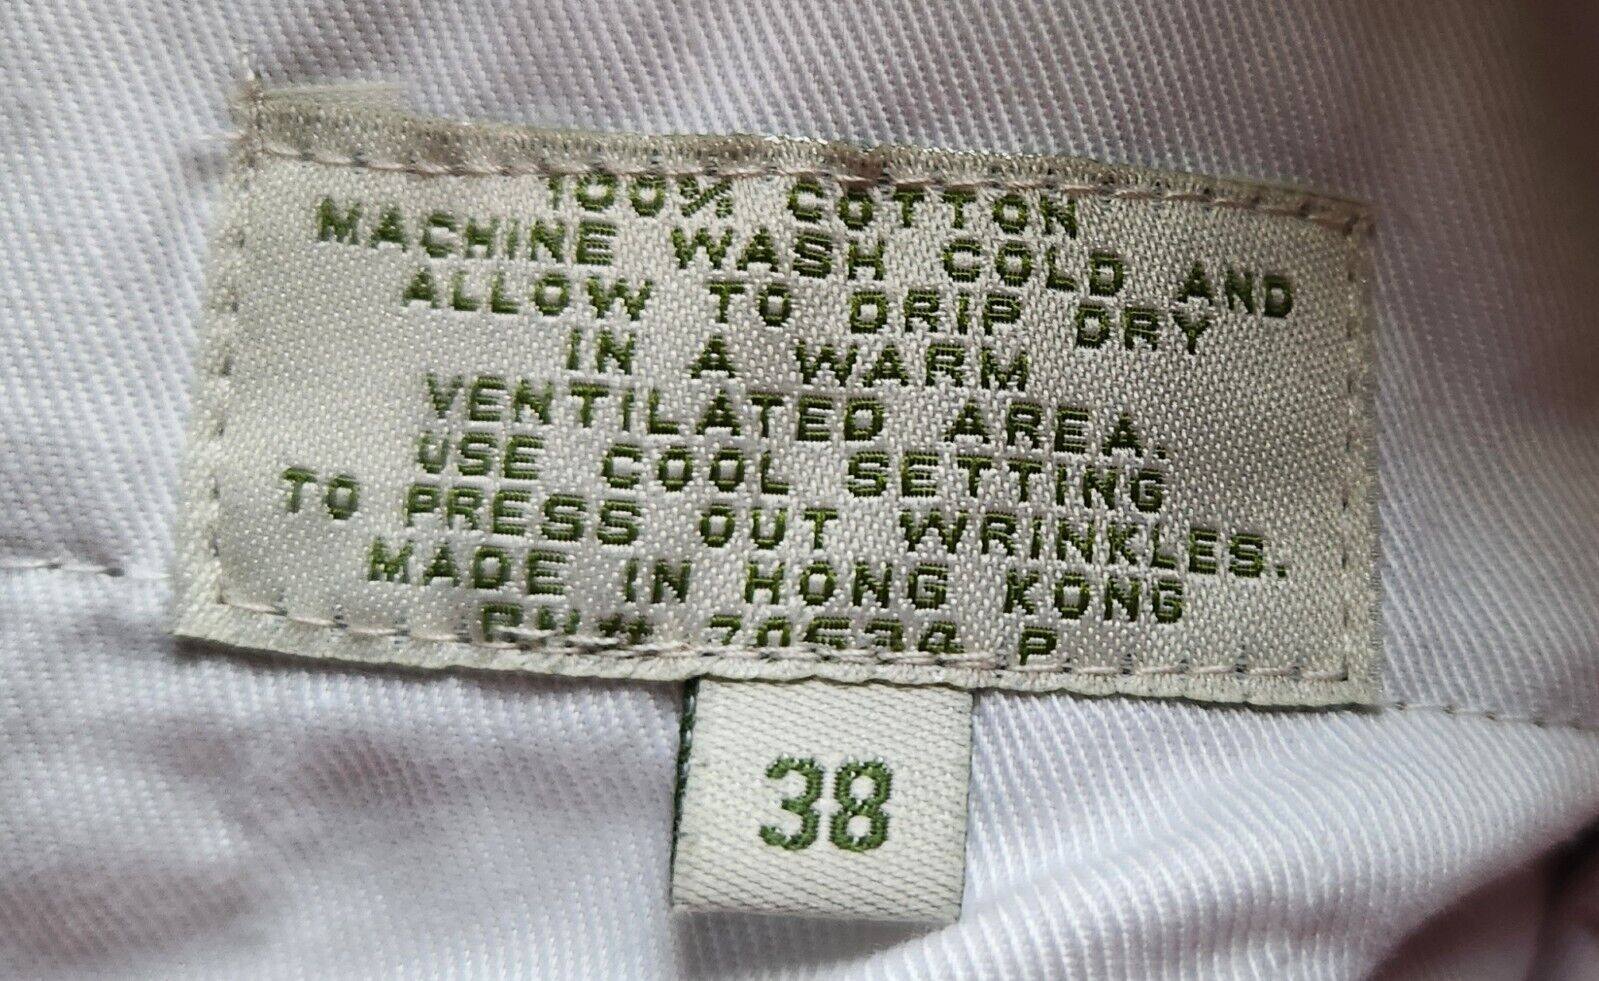 100% COTTON
MACHINE WASH COLD AND
ALLOW TO DRIP DRY
IN A WARM
VENTILATED AREA.
USE COOL SETTING
TO PRESS OUT WRINKLES.
MADE IN HONG KONG
P
38